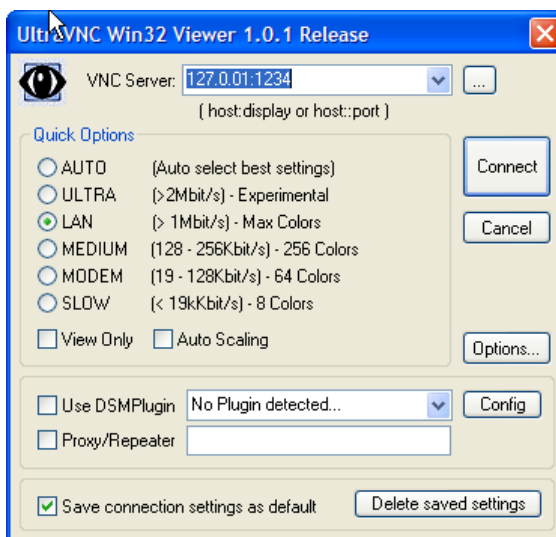 UltraVNC Win32 Viewer 1.0.1 Release
VNC Server: 127.0.01:1234 ...
( host:display or host::port )
Quick Options
AUTO (Auto select best settings)
ULTRA (>2Mbit/s) - Experimental
LAN (> 1Mbit/s) - Max Colors
MEDIUM (128 - 256Kbit/s) - 256 Colors
MODEM (19 - 128Kbit/s) - 64 Colors
SLOW (< 19kKbit/s) - 8 Colors
View Only Auto Scaling
Connect
Cancel
Options...
Use DSMPlugin No Plugin detected... Config
Proxy/Repeater
Save connection settings as default Delete saved settings